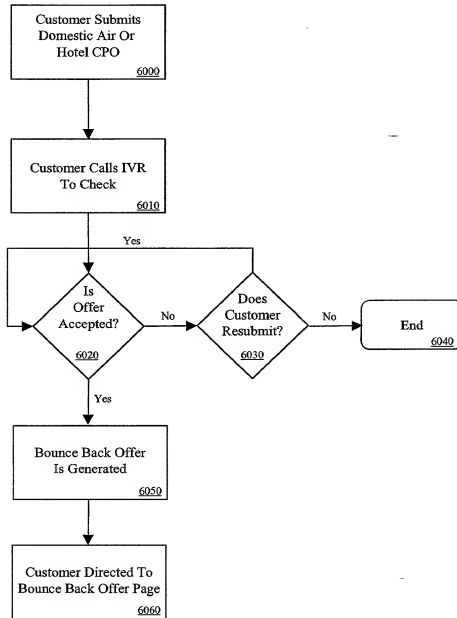 Customer Submits
Domestic Air Or
Hotel CPO
6000
Customer Calls IVR
To Check
6010
Yes
Is
Offer
Accepted?
6020
No
Does
Customer
Resubmit?
6030
No
End
6040
Yes
Bounce Back Offer
Is Generated
6050
Customer Directed To
Bounce Back Offer Page
6060